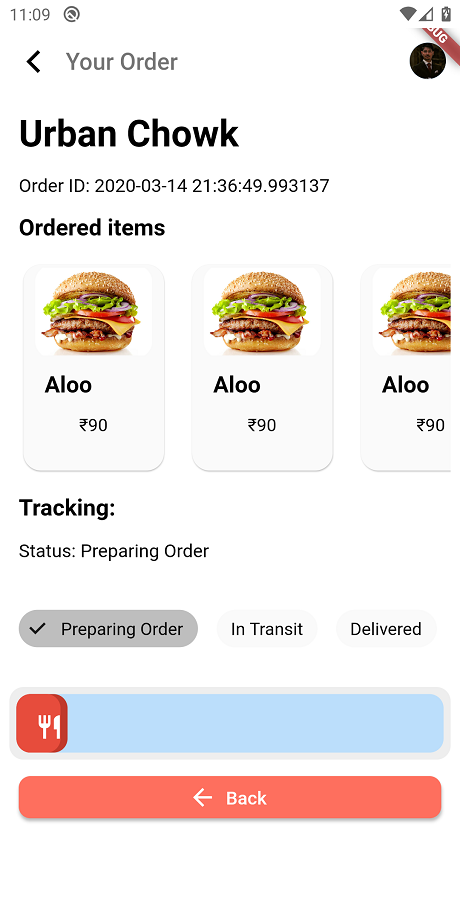 11:09
Your Order
Urban Chowk
Order ID: 2020-03-14 21:36:49.993137
Ordered items
Aloo Aloo Aloo
₹90 ₹90 ₹90
Tracking:
Status: Preparing Order
Preparing Order In Transit Delivered
Back